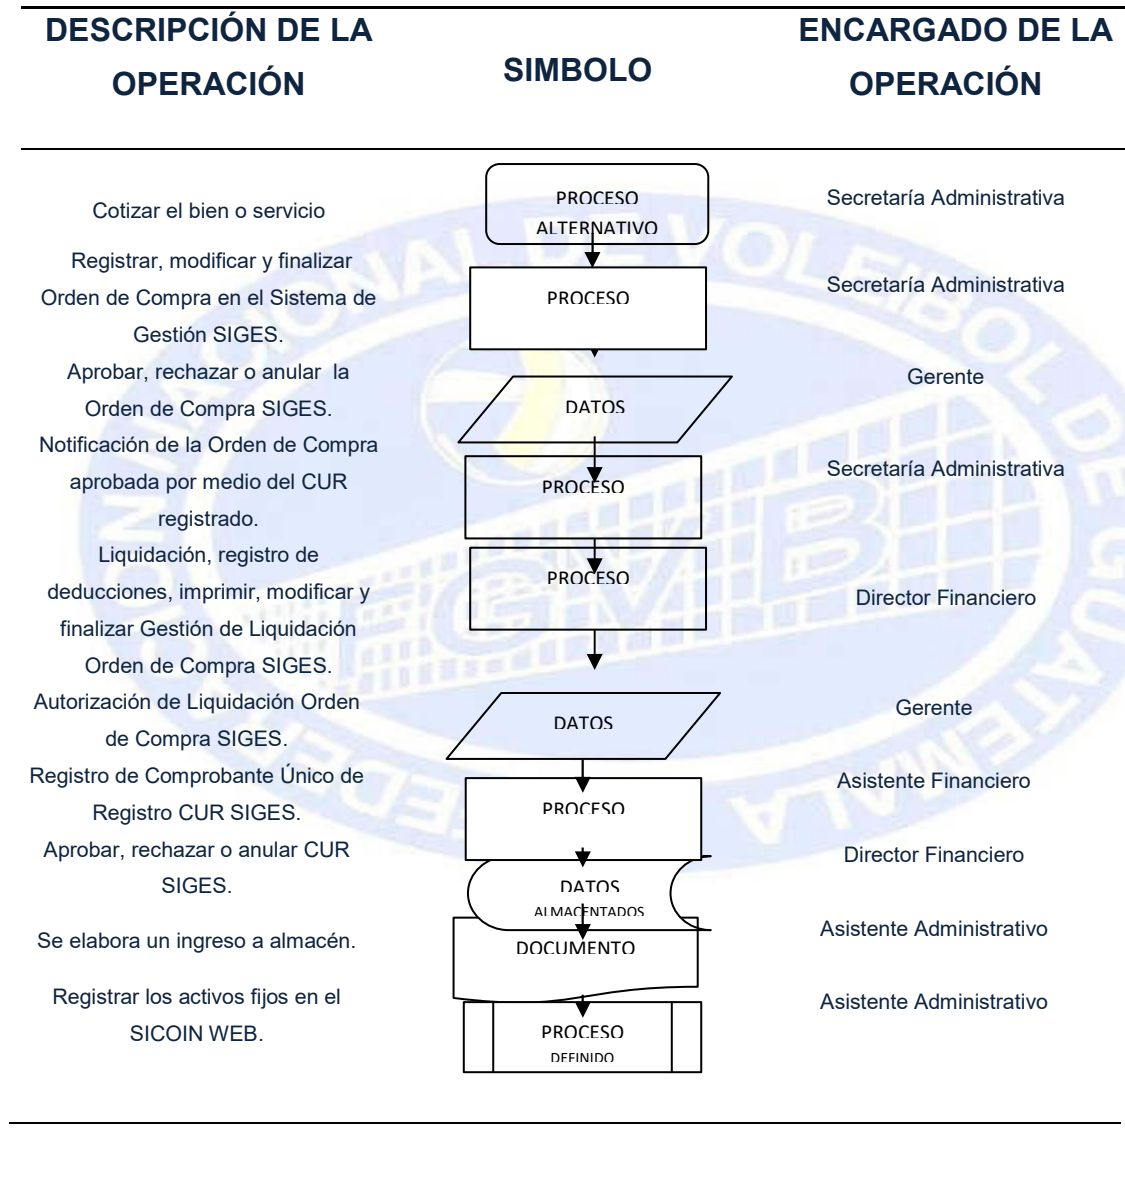 DESCRIPCIÓN DE LA
OPERACIÓN
SIMBOLO
ENCARGADO DE LA
OPERACIÓN
Cotizar el bien o servicio
PROCESO
ALTERNATIVO
Secretaría Administrativa
Registrar, modificar y finalizar
Orden de Compra en el Sistema de
Gestión SIGES.
PROCESO
Secretaría Administrativa
Aprobar, rechazar o anular la
Orden de Compra SIGES.
DATOS
Gerente
Notificación de la Orden de Compra
aprobada por medio del CUR
registrado.
PROCESO
Secretaría Administrativa
Liquidación, registro de
deducciones, imprimir, modificar y
finalizar Gestión de Liquidación
Orden de Compra SIGES.
PROCESO
Director Financiero
Autorización de Liquidación Orden
de Compra SIGES.
DATOS
Gerente
Registro de Comprobante Único de
Registro CUR SIGES.
PROCESO
Asistente Financiero
Aprobar, rechazar o anular CUR
SIGES.
DATOS
ALMACENTADOS
Director Financiero
Se elabora un ingreso a almacén.
DOCUMENTO
Asistente Administrativo
Registrar los activos fijos en el
SICOIN WEB.
PROCESO
DEFINIDO
Asistente Administrativo